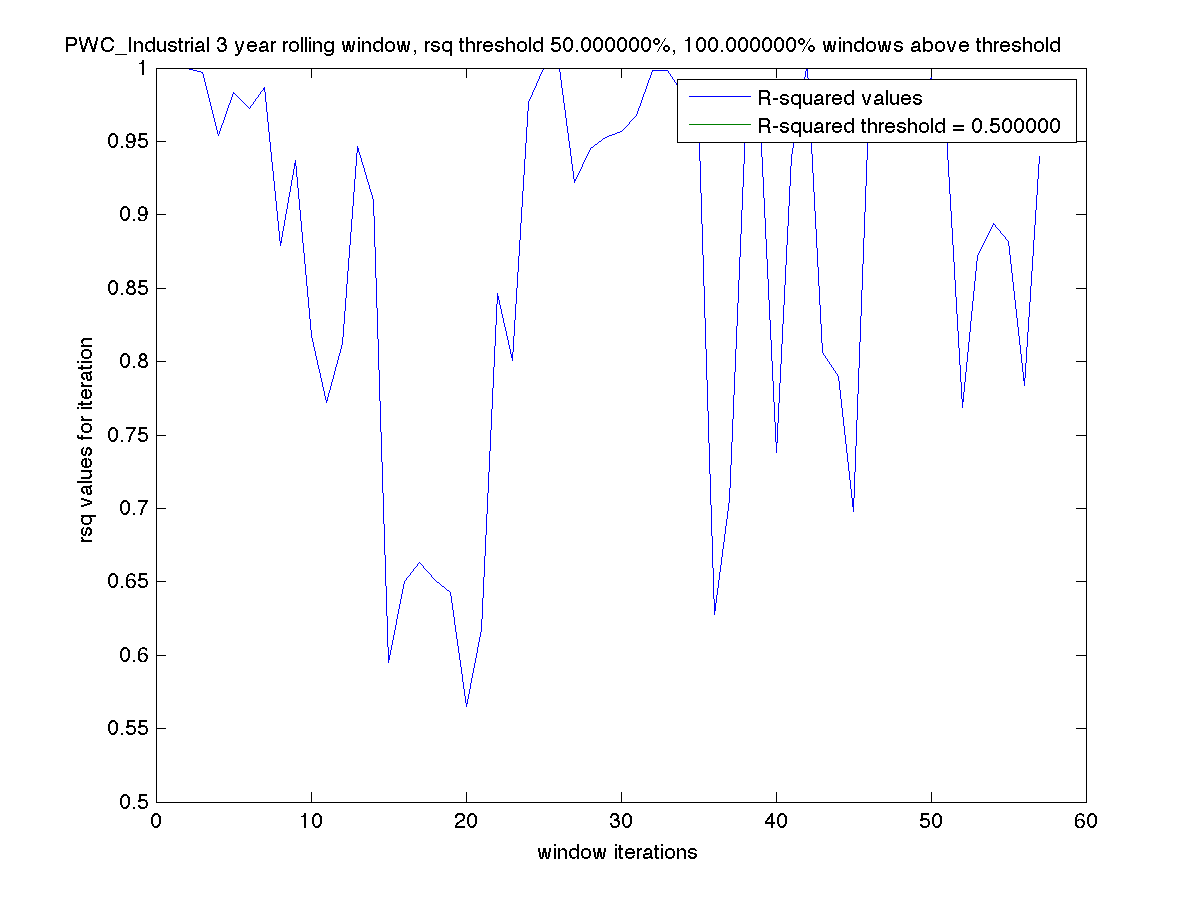 PWC_Industrial 3 year rolling window, rsq threshold 50.000000%, 100.000000% windows above threshold
1
R-squared values
R-squared threshold = 0.500000
0.95
0.9
0.85
0.8
0.75
0.7
0.65
0.6
0.55
0.5
rsq values for iteration
0 10 20 30 40 50 60
window iterations